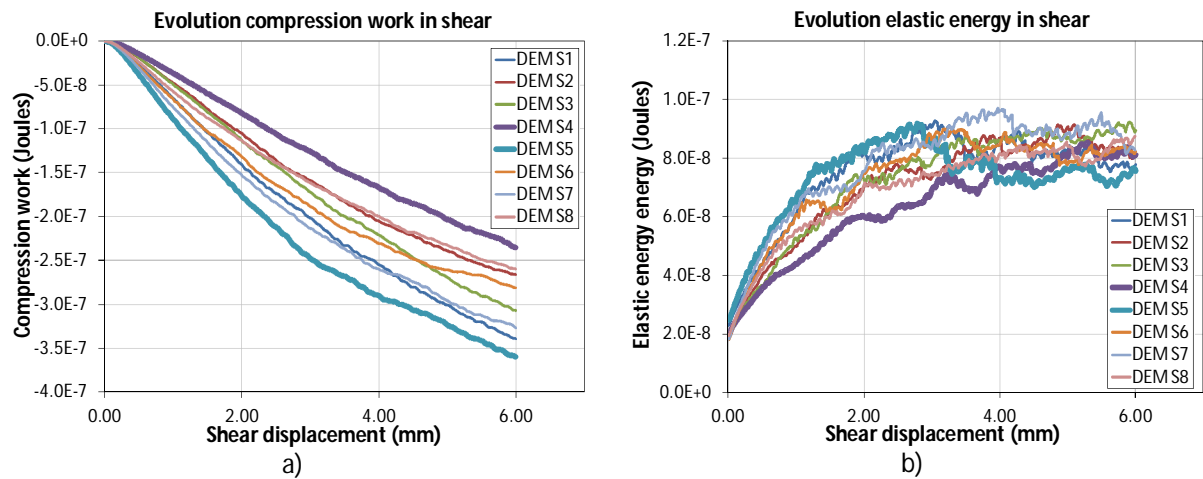 Evolution compression work in shear
0.0E+0
-5.0E-8
-1.0E-7
-1.5E-7
-2.0E-7
-2.5E-7
-3.0E-7
-3.5E-7
-4.0E-7
Compression work (Joules)
DEM S1
DEM S2
DEM S3
DEM S4
DEM S5
DEM S6
DEM S7
DEM S8
0.00
2.00
4.00
6.00
Shear displacement (mm)
a)
Evolution elastic energy in shear
1.2E-7
1.0E-7
8.0E-8
6.0E-8
4.0E-8
2.0E-8
0.0E+0
Elastic energy energy (Joules)
DEM S1
DEM S2
DEM S3
DEM S4
DEM S5
DEM S6
DEM S7
DEM S8
0.00
2.00
4.00
6.00
Shear displacement (mm)
b)